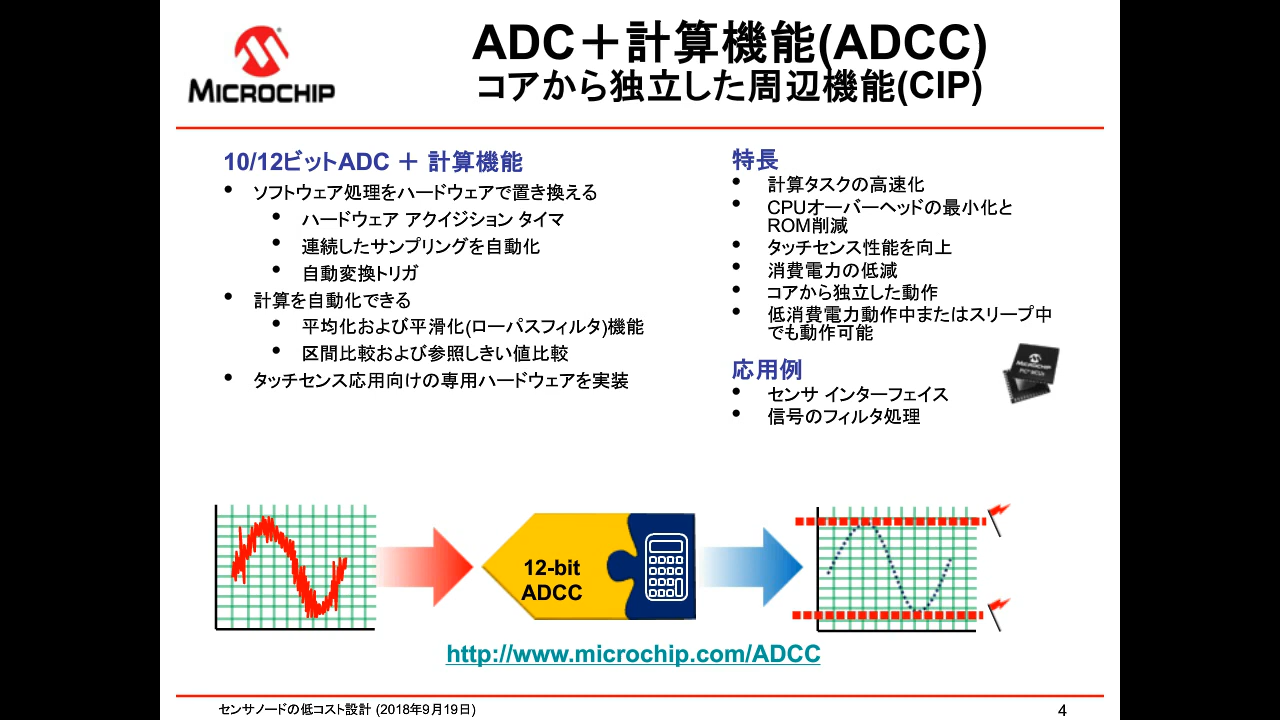 MICROCHIP
ADC＋計算機能(ADCC)
コアから独立した周辺機能(CIP)
10/12ビットADC ＋ 計算機能
• ソフトウェア処理をハードウェアで置き換える
• ハードウェア アクイジション タイマ
• 連続したサンプリングを自動化
• 自動変換トリガ
• 計算を自動化できる
• 平均化および平滑化(ローパスフィルタ)機能
• 区間比較および参照しきい値比較
• タッチセンス応用向けの専用ハードウェアを実装
特長
• 計算タスクの高速化
• CPUオーバーヘッドの最小化と
ROM削減
• タッチセンス性能を向上
• 消費電力の低減
• コアから独立した動作
• 低消費電力動作中またはスリープ中
でも動作可能
応用例
• センサ インターフェイス
• 信号のフィルタ処理
MICROCHIP
12-bit
ADCC
http://www.microchip.com/ADCC
センサノードの低コスト設計 (2018年9月19日)
4